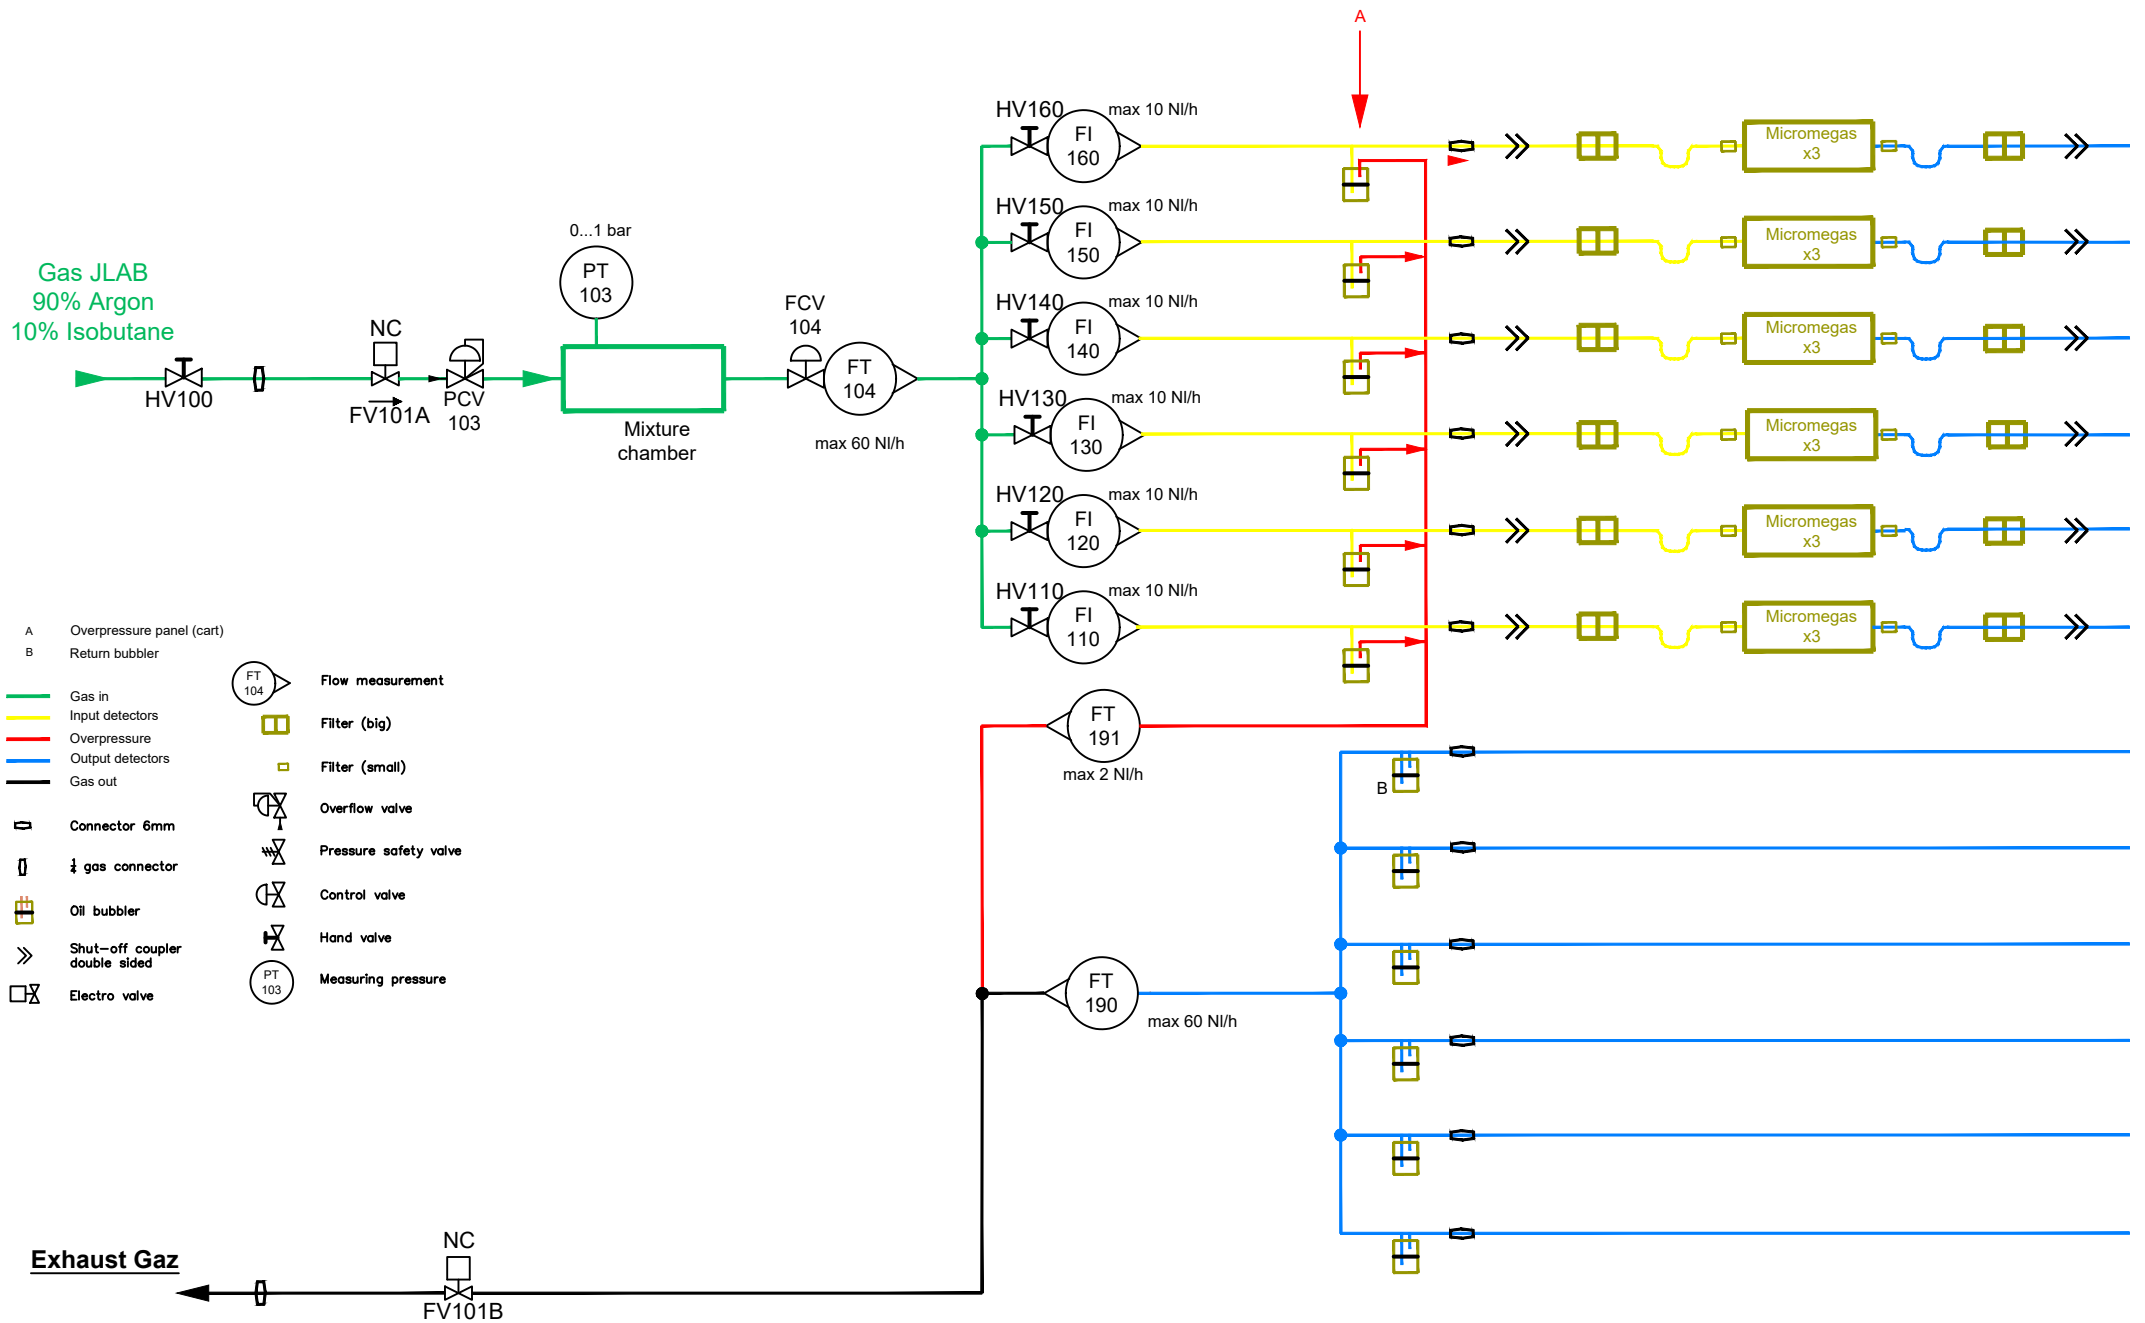 A
HV160
max 10 Nl/h
FI
160
Micromegas
x3
HV150
max 10 Nl/h
FI
150
Micromegas
x3
0...1 bar
PT
103
Gas JLAB
90% Argon
10% Isobutane
HV100
NC
FV101A
PCV
103
Mixture
chamber
FCV
104
FT
104
max 60 Nl/h
HV140
max 10 Nl/h
FI
140
Micromegas
x3
HV130
max 10 Nl/h
FI
130
Micromegas
x3
HV120
max 10 Nl/h
FI
120
Micromegas
x3
HV110
max 10 Nl/h
FI
110
Micromegas
x3
A Overpressure panel (cart)
B Return bubbler
Gas in
Input detectors
Overpressure
Output detectors
Gas out
Connector 6mm
gas connector
Oil bubbler
Shut-off coupler
double sided
Electro valve
FT
104
Flow measurement
Filter (big)
Filter (small)
Overflow valve
Pressure safety valve
Control valve
Hand valve
PT
103
Measuring pressure
FT
191
max 2 Nl/h
B
FT
190
max 60 Nl/h
Exhaust Gaz
NC
FV101B